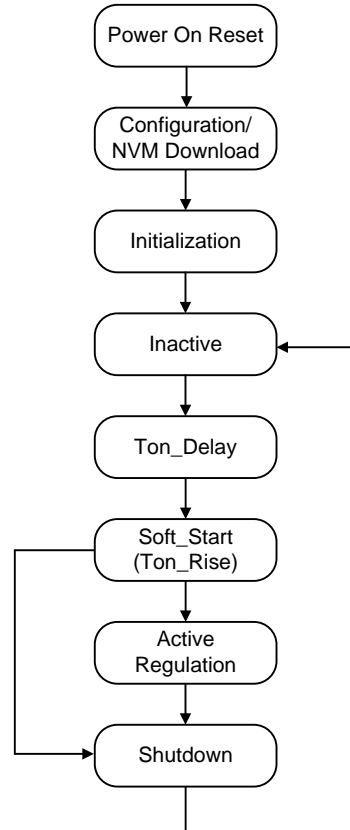 Power On Reset
Configuration/
NVM Download
Initialization
Inactive
Ton_Delay
Soft_Start
(Ton_Rise)
Active
Regulation
Shutdown